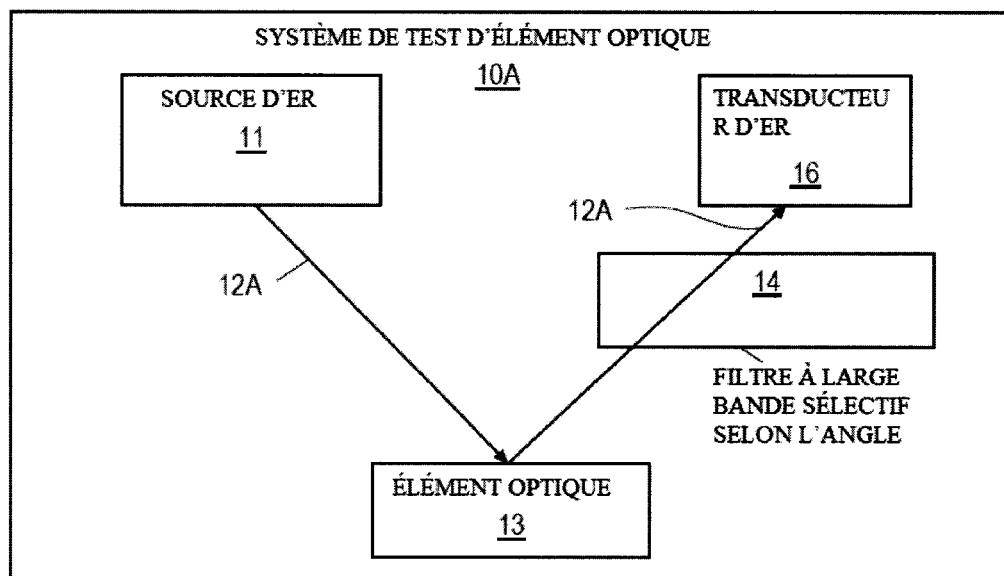 SYSTÈME DE TEST D'ÉLÉMENT OPTIQUE
10A
SOURCE D'ER
11
TRANSDUCTEU
R D'ER
16
12A
12A
14
FILTRE À LARGE
BANDE SÉLECTIF
SELON L'ANGLE
ÉLÉMENT OPTIQUE
13